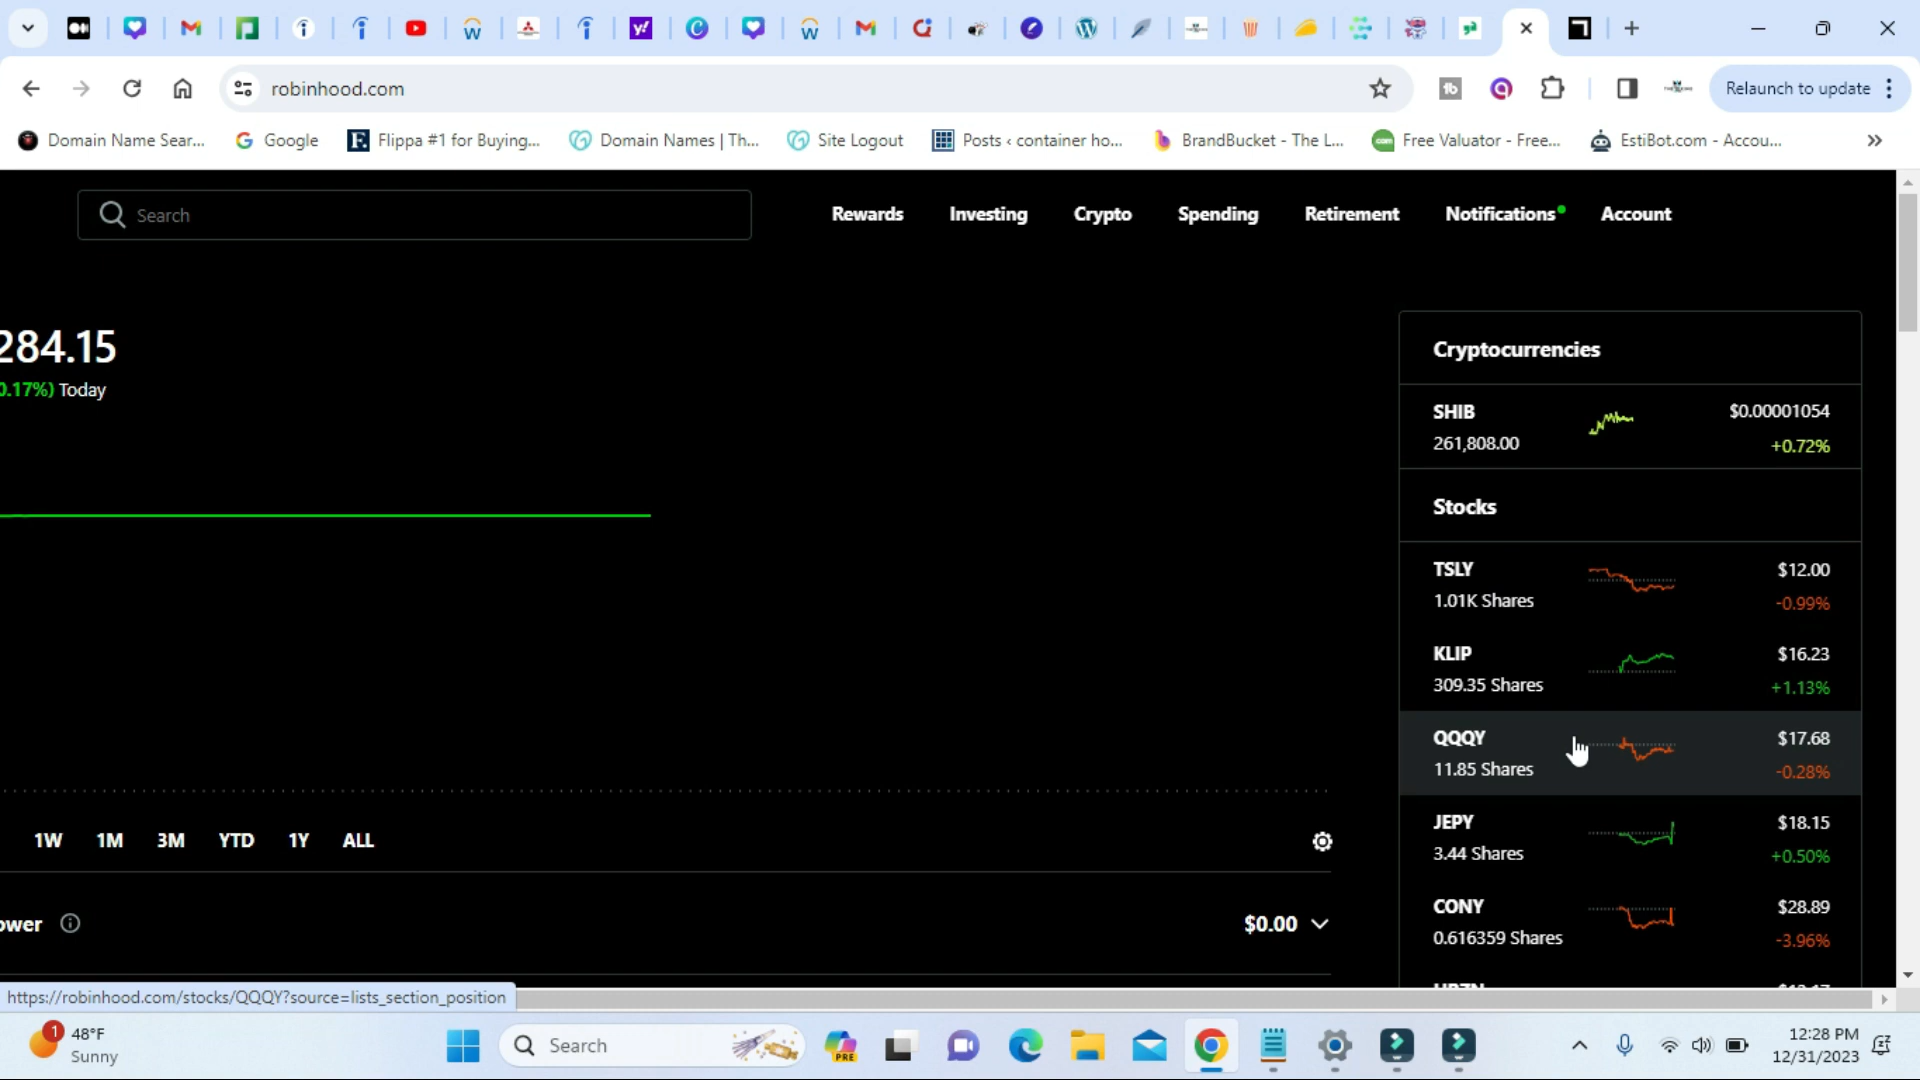 robinhood.com
Relaunch to update
Domain Name Sear...
Google
Flippa #1 for Buying...
Domain Names | Th...
Site Logout
Posts ‹ container ho...
BrandBucket - The L...
Free Valuator - Free...
EstiBot.com - Accou...
Search
Rewards
Investing
Crypto
Spending
Retirement
Notifications
Account
284.15
0.17%) Today
1W
1M
3M
YTD
1Y
ALL
ower
$0.00
Cryptocurrencies
SHIB
$0.00001054
261,808.00
+0.72%
Stocks
TSLY
$12.00
1.01K Shares
-0.99%
KLIP
$16.23
309.35 Shares
+1.13%
QQQY
$17.68
11.85 Shares
-0.28%
JEPY
$18.15
3.44 Shares
+0.50%
CONY
$28.89
0.616359 Shares
-3.96%
https://robinhood.com/stocks/QQQY?source=lists_section_position
1
48°F
Sunny
Search
PRE
12:28 PM
12/31/2023